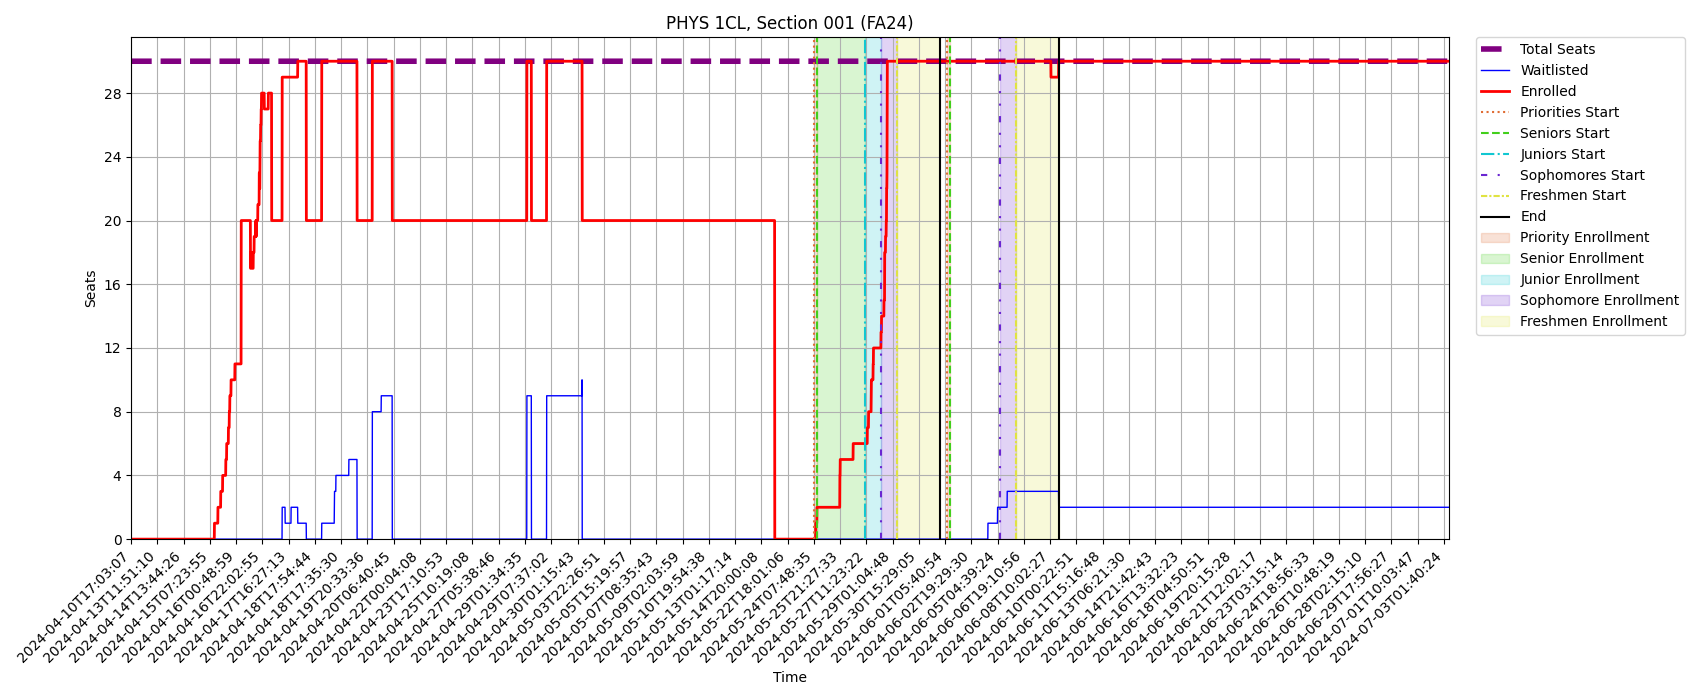 PHYS 1CL, Section 001 (FA24)
Seats
28
24
20
16
12
8
4
0
2024-04-10T17:03:07
2024-04-13T11:51:10
2024-04-14T13:44:26
2024-04-15T07:23:55
2024-04-16T00:48:59
2024-04-16T22:02:55
2024-04-17T16:27:13
2024-04-18T17:54:44
2024-04-18T17:35:30
2024-04-19T20:33:36
2024-04-20T06:40:45
2024-04-22T00:04:08
2024-04-23T17:10:53
2024-04-25T10:19:08
2024-04-27T05:38:46
2024-04-29T01:34:35
2024-04-29T07:37:02
2024-04-30T01:15:43
2024-05-03T22:26:51
2024-05-05T15:19:57
2024-05-07T08:35:43
2024-05-09T02:03:59
2024-05-10T19:54:38
2024-05-13T01:17:14
2024-05-14T20:00:08
2024-05-22T18:01:06
2024-05-24T07:48:35
2024-05-25T21:27:33
2024-05-27T11:23:22
2024-05-29T01:04:48
2024-05-30T15:29:05
2024-06-01T05:40:54
2024-06-02T19:29:30
2024-06-05T04:39:24
2024-06-06T19:10:56
2024-06-08T10:02:27
2024-06-10T00:22:51
2024-06-11T15:16:48
2024-06-13T06:21:30
2024-06-14T21:42:43
2024-06-16T13:32:23
2024-06-18T04:50:51
2024-06-19T20:15:28
2024-06-21T12:02:17
2024-06-23T03:15:14
2024-06-24T18:56:33
2024-06-26T10:48:19
2024-06-28T02:15:10
2024-06-29T17:56:27
2024-07-01T10:03:47
2024-07-03T01:40:24
Time
Total Seats
Waitlisted
Enrolled
Priorities Start
Seniors Start
Juniors Start
Sophomores Start
Freshmen Start
End
Priority Enrollment
Senior Enrollment
Junior Enrollment
Sophomore Enrollment
Freshmen Enrollment